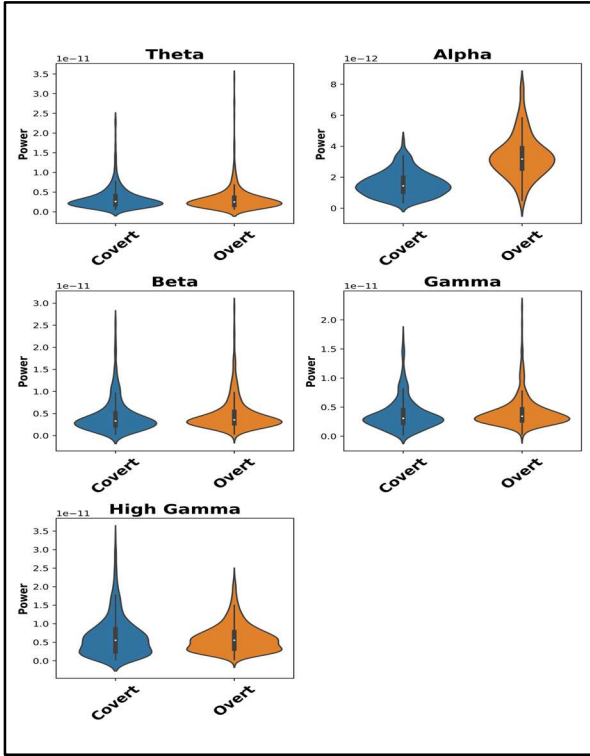 Theta
1e−11
Power
3.5
3.0
2.5
2.0
1.5
1.0
0.5
0.0
Covert
Overt
Alpha
1e−12
Power
8
6
4
2
0
Covert
Overt
Beta
1e−11
Power
3.0
2.5
2.0
1.5
1.0
0.5
0.0
Covert
Overt
Gamma
1e−11
Power
2.0
1.5
1.0
0.5
0.0
Covert
Overt
High Gamma
1e−11
Power
3.5
3.0
2.5
2.0
1.5
1.0
0.5
0.0
Covert
Overt